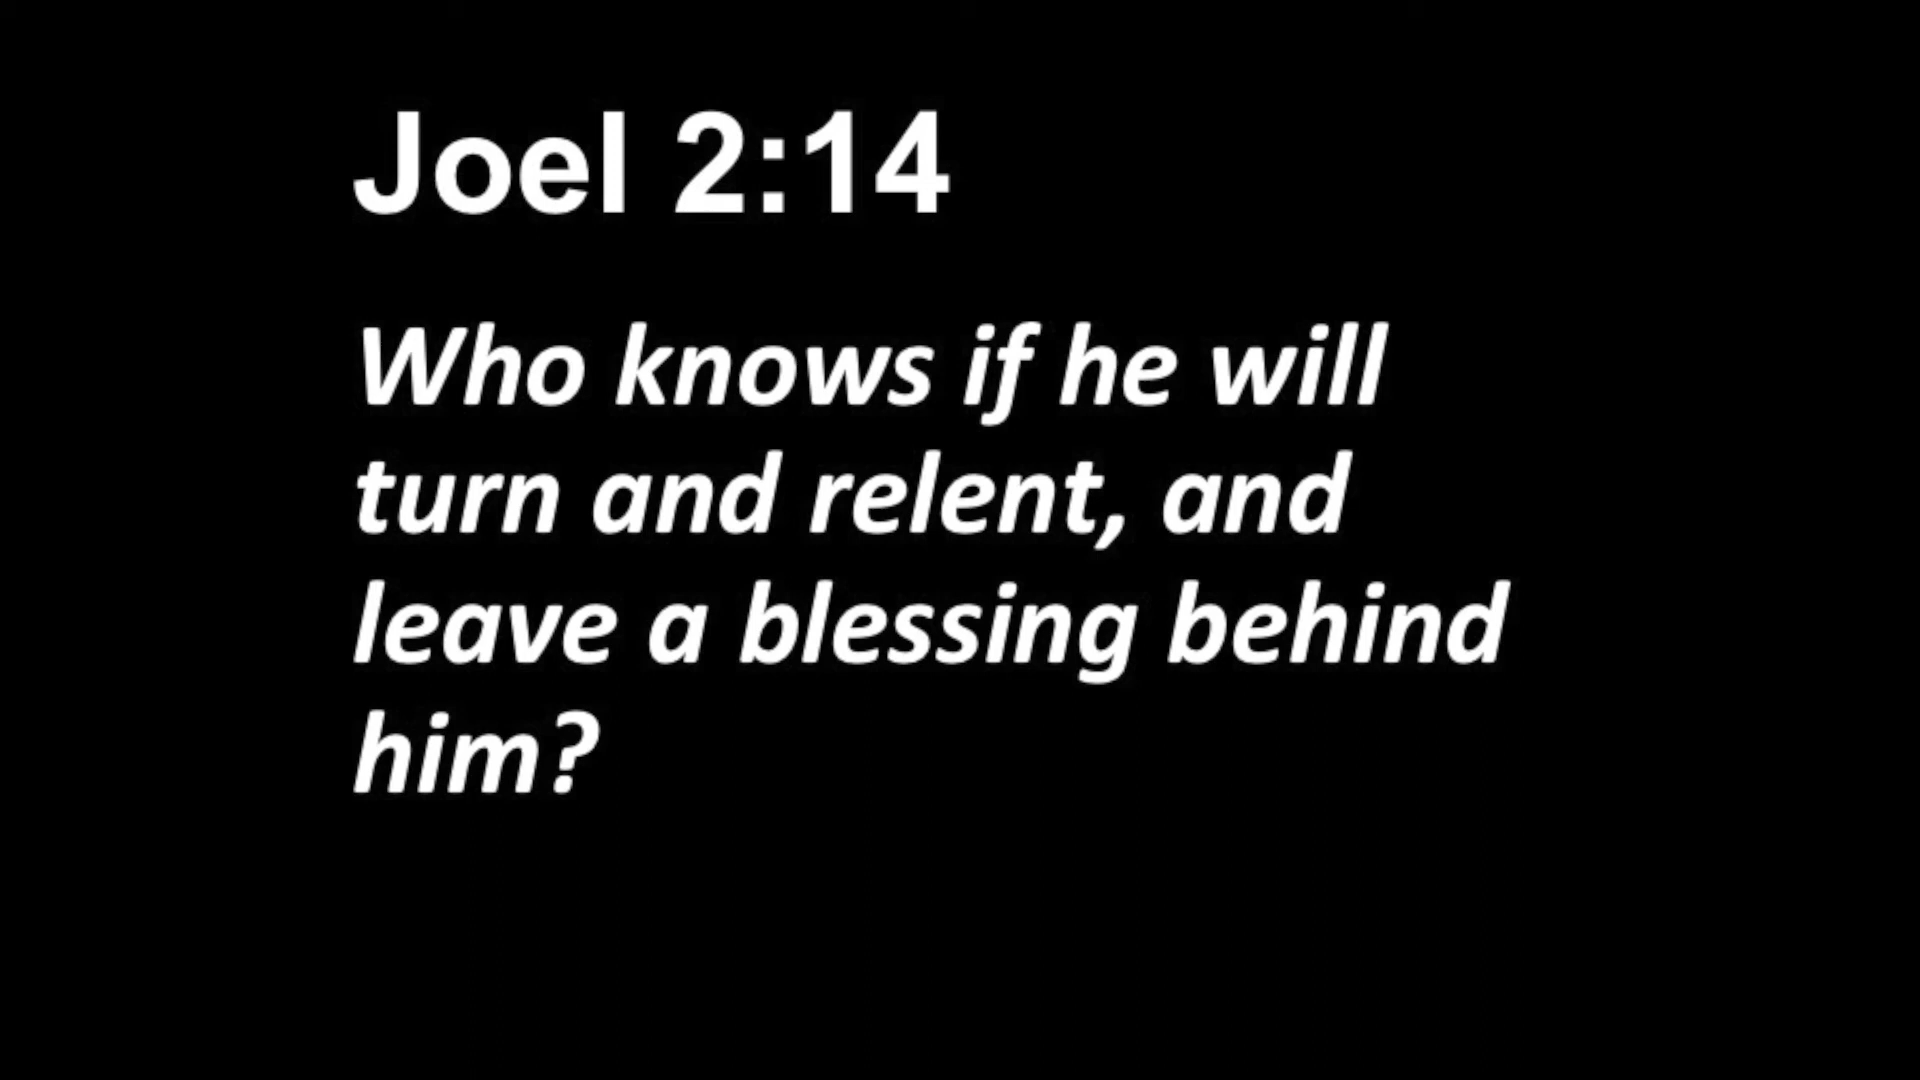 Joel 2:14
Who knows if he will
turn and relent, and
leave a blessing behind
him?